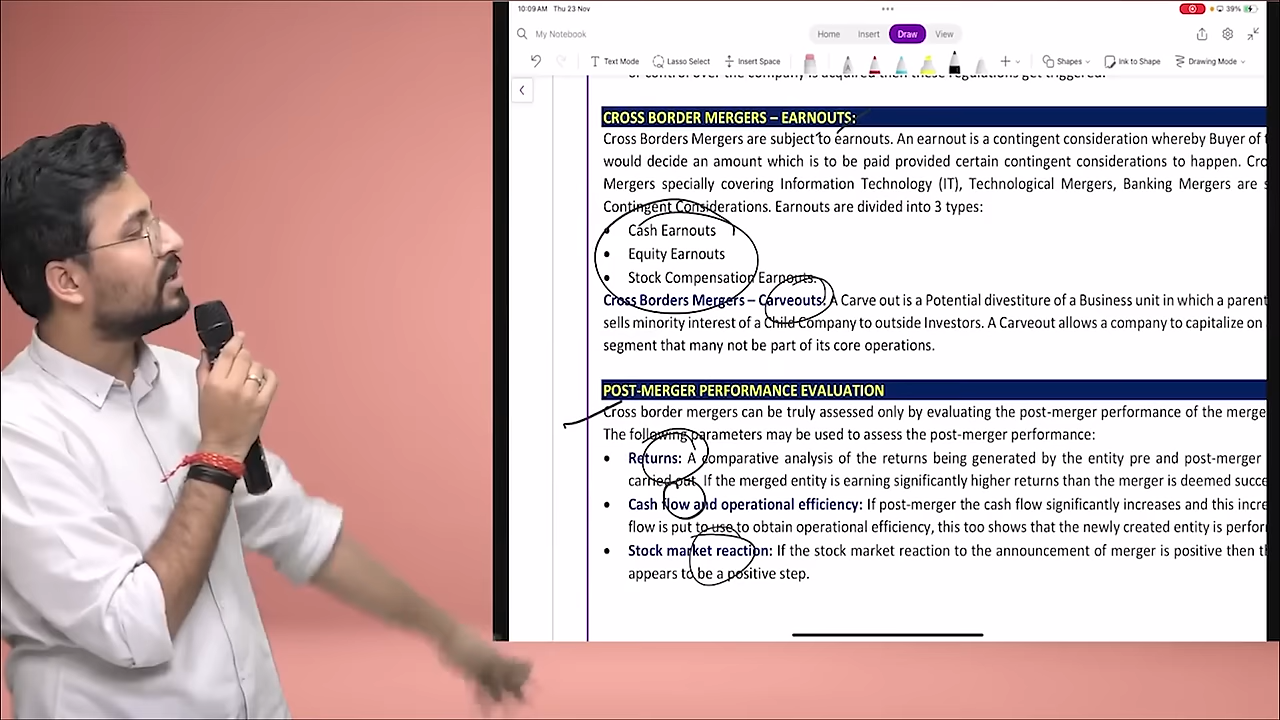 10:09 AM Thu 23 Nov
39%
My Notebook
Home Insert Draw View
Text Mode Lasso Select Insert Space Shapes Ink to Shape Drawing Mode
or control over the company is acquired then these regulations get triggered.
CROSS BORDER MERGERS – EARNOUTS:
Cross Borders Mergers are subject to earnouts. An earnout is a contingent consideration whereby Buyer of
would decide an amount which is to be paid provided certain contingent considerations to happen.
Mergers specially covering Information Technology (IT), Technological Mergers, Banking Mergers are
Contingent Considerations. Earnouts are divided into 3 types:
• Cash Earnouts
• Equity Earnouts
• Stock Compensation Earnouts.
Cross Borders Mergers – Carveouts: A Carve out is a Potential divestiture of a Business unit in which a parent
sells minority interest of a Child Company to outside Investors. A Carveout allows a company to capitalize on
segment that many not be part of its core operations.
POST-MERGER PERFORMANCE EVALUATION
Cross border mergers can be truly assessed only by evaluating the post-merger performance of the merge
The following parameters may be used to assess the post-merger performance:
• Returns: A comparative analysis of the returns being generated by the entity pre and post-merger
carried out. If the merged entity is earning significantly higher returns than the merger is deemed succe
• Cash flow and operational efficiency: If post-merger the cash flow significantly increases and this incre
flow is put to use to obtain operational efficiency, this too shows that the newly created entity is perfor
• Stock market reaction: If the stock market reaction to the announcement of merger is positive then
appears to be a positive step.